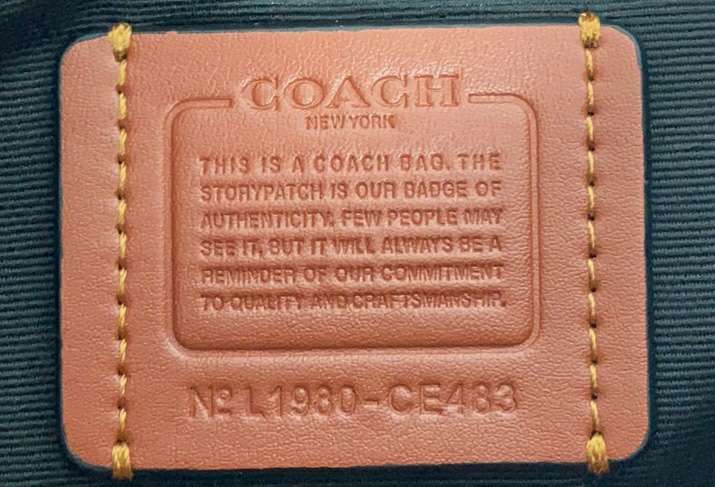 COACH
NEW YORK
THIS IS A COACH BAG. THE
STORYPATCH IS OUR BADGE OF
AUTHENTICITY. FEW PEOPLE MAY
SEE IT, BUT IT WILL ALWAYS BE A
REMINDER OF OUR COMMITMENT
TO QUALITY AND CRAFTSMANSHIP.
Nº L1980-CE483